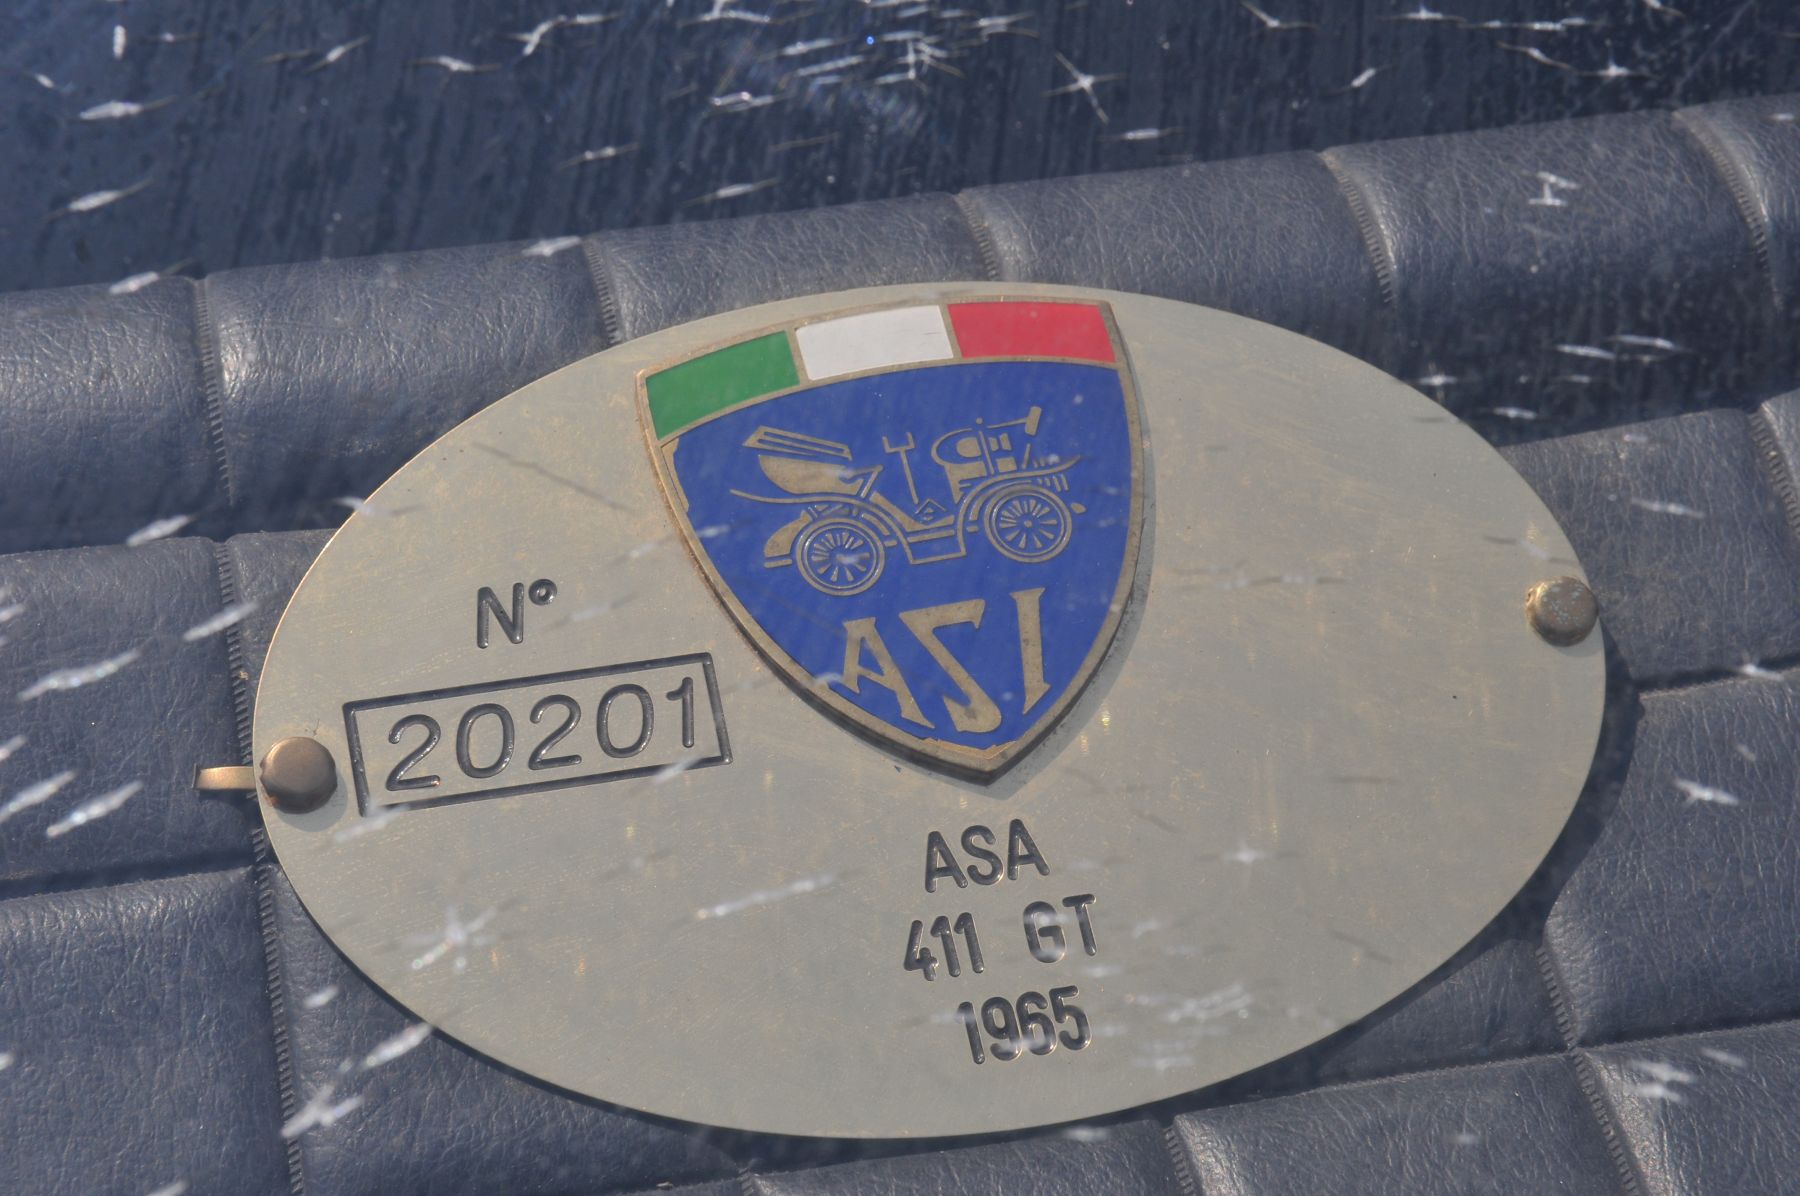 ASI
N°
20201
ASA
411 GT
1965